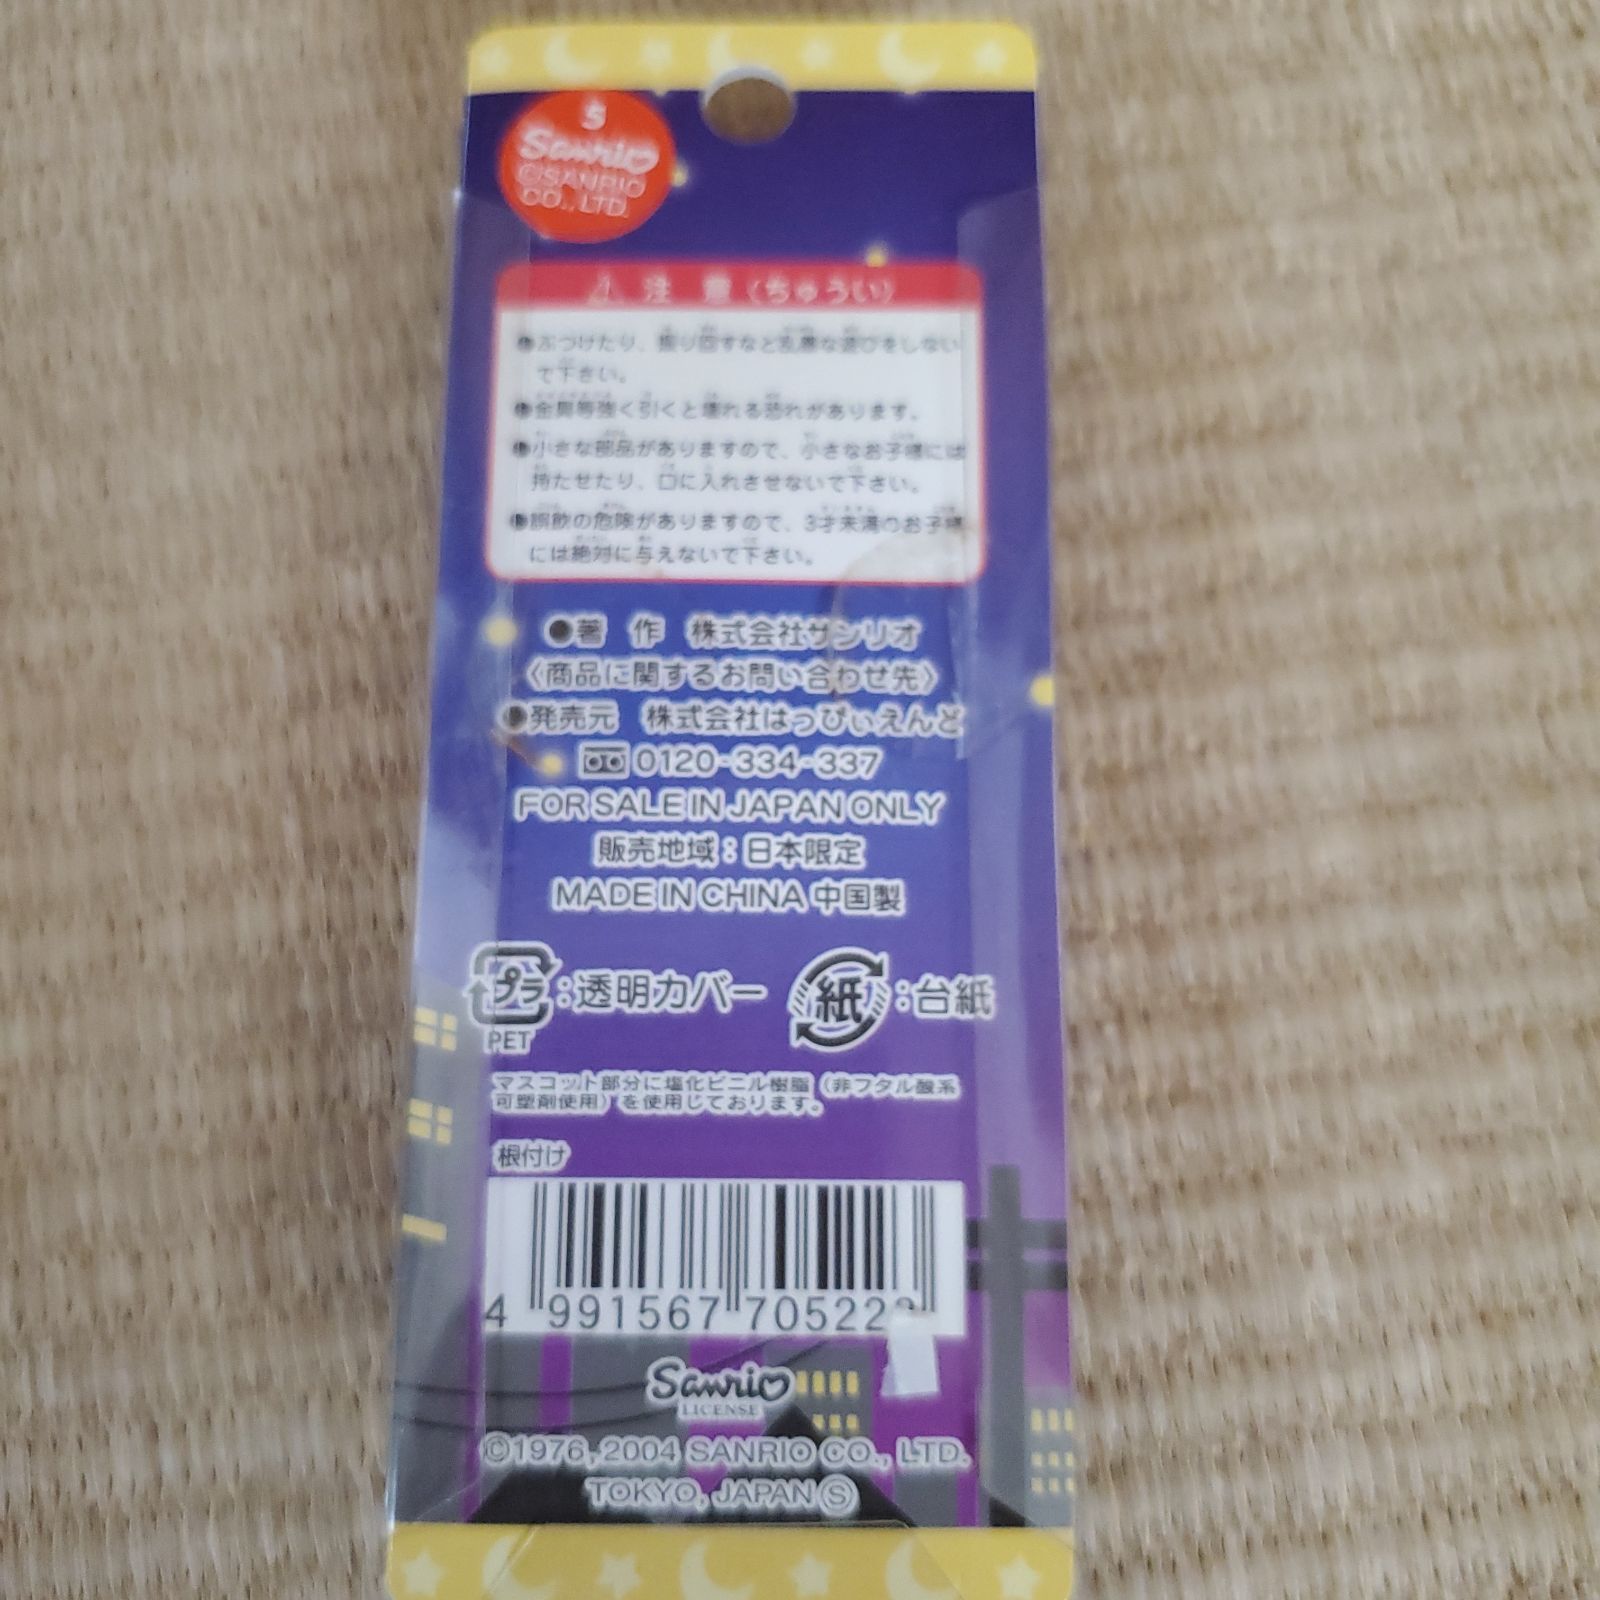 S
Sanrio
©SANRIO
CO., LTD.
⚠ 注 意〈ちゅうい〉
●ぶつけたり、振り回すなど乱暴な遊びをしない
で下さい。
●金具等強く引くと壊れる恐れがあります。
●小さな部品がありますので、小さなお子様には
持たせたり、口に入れさせないで下さい。
●誤飲の危険がありますので、3才未満のお子様
には絶対に与えないで下さい。
●著 作 株式会社サンリオ
〈商品に関するお問い合わせ先〉
●発売元 株式会社はっぴぃえんど
0120-334-337
FOR SALE IN JAPAN ONLY
販売地域：日本限定
MADE IN CHINA 中国製
プラ：透明カバー 紙：台紙
PET
マスコット部分に塩化ビニル樹脂（非フタル酸系
可塑剤使用）を使用しております。
根付け
4 991567 70522
Sanrio
LICENSE
©1976, 2004 SANRIO CO., LTD.
TOKYO, JAPAN Ⓢ